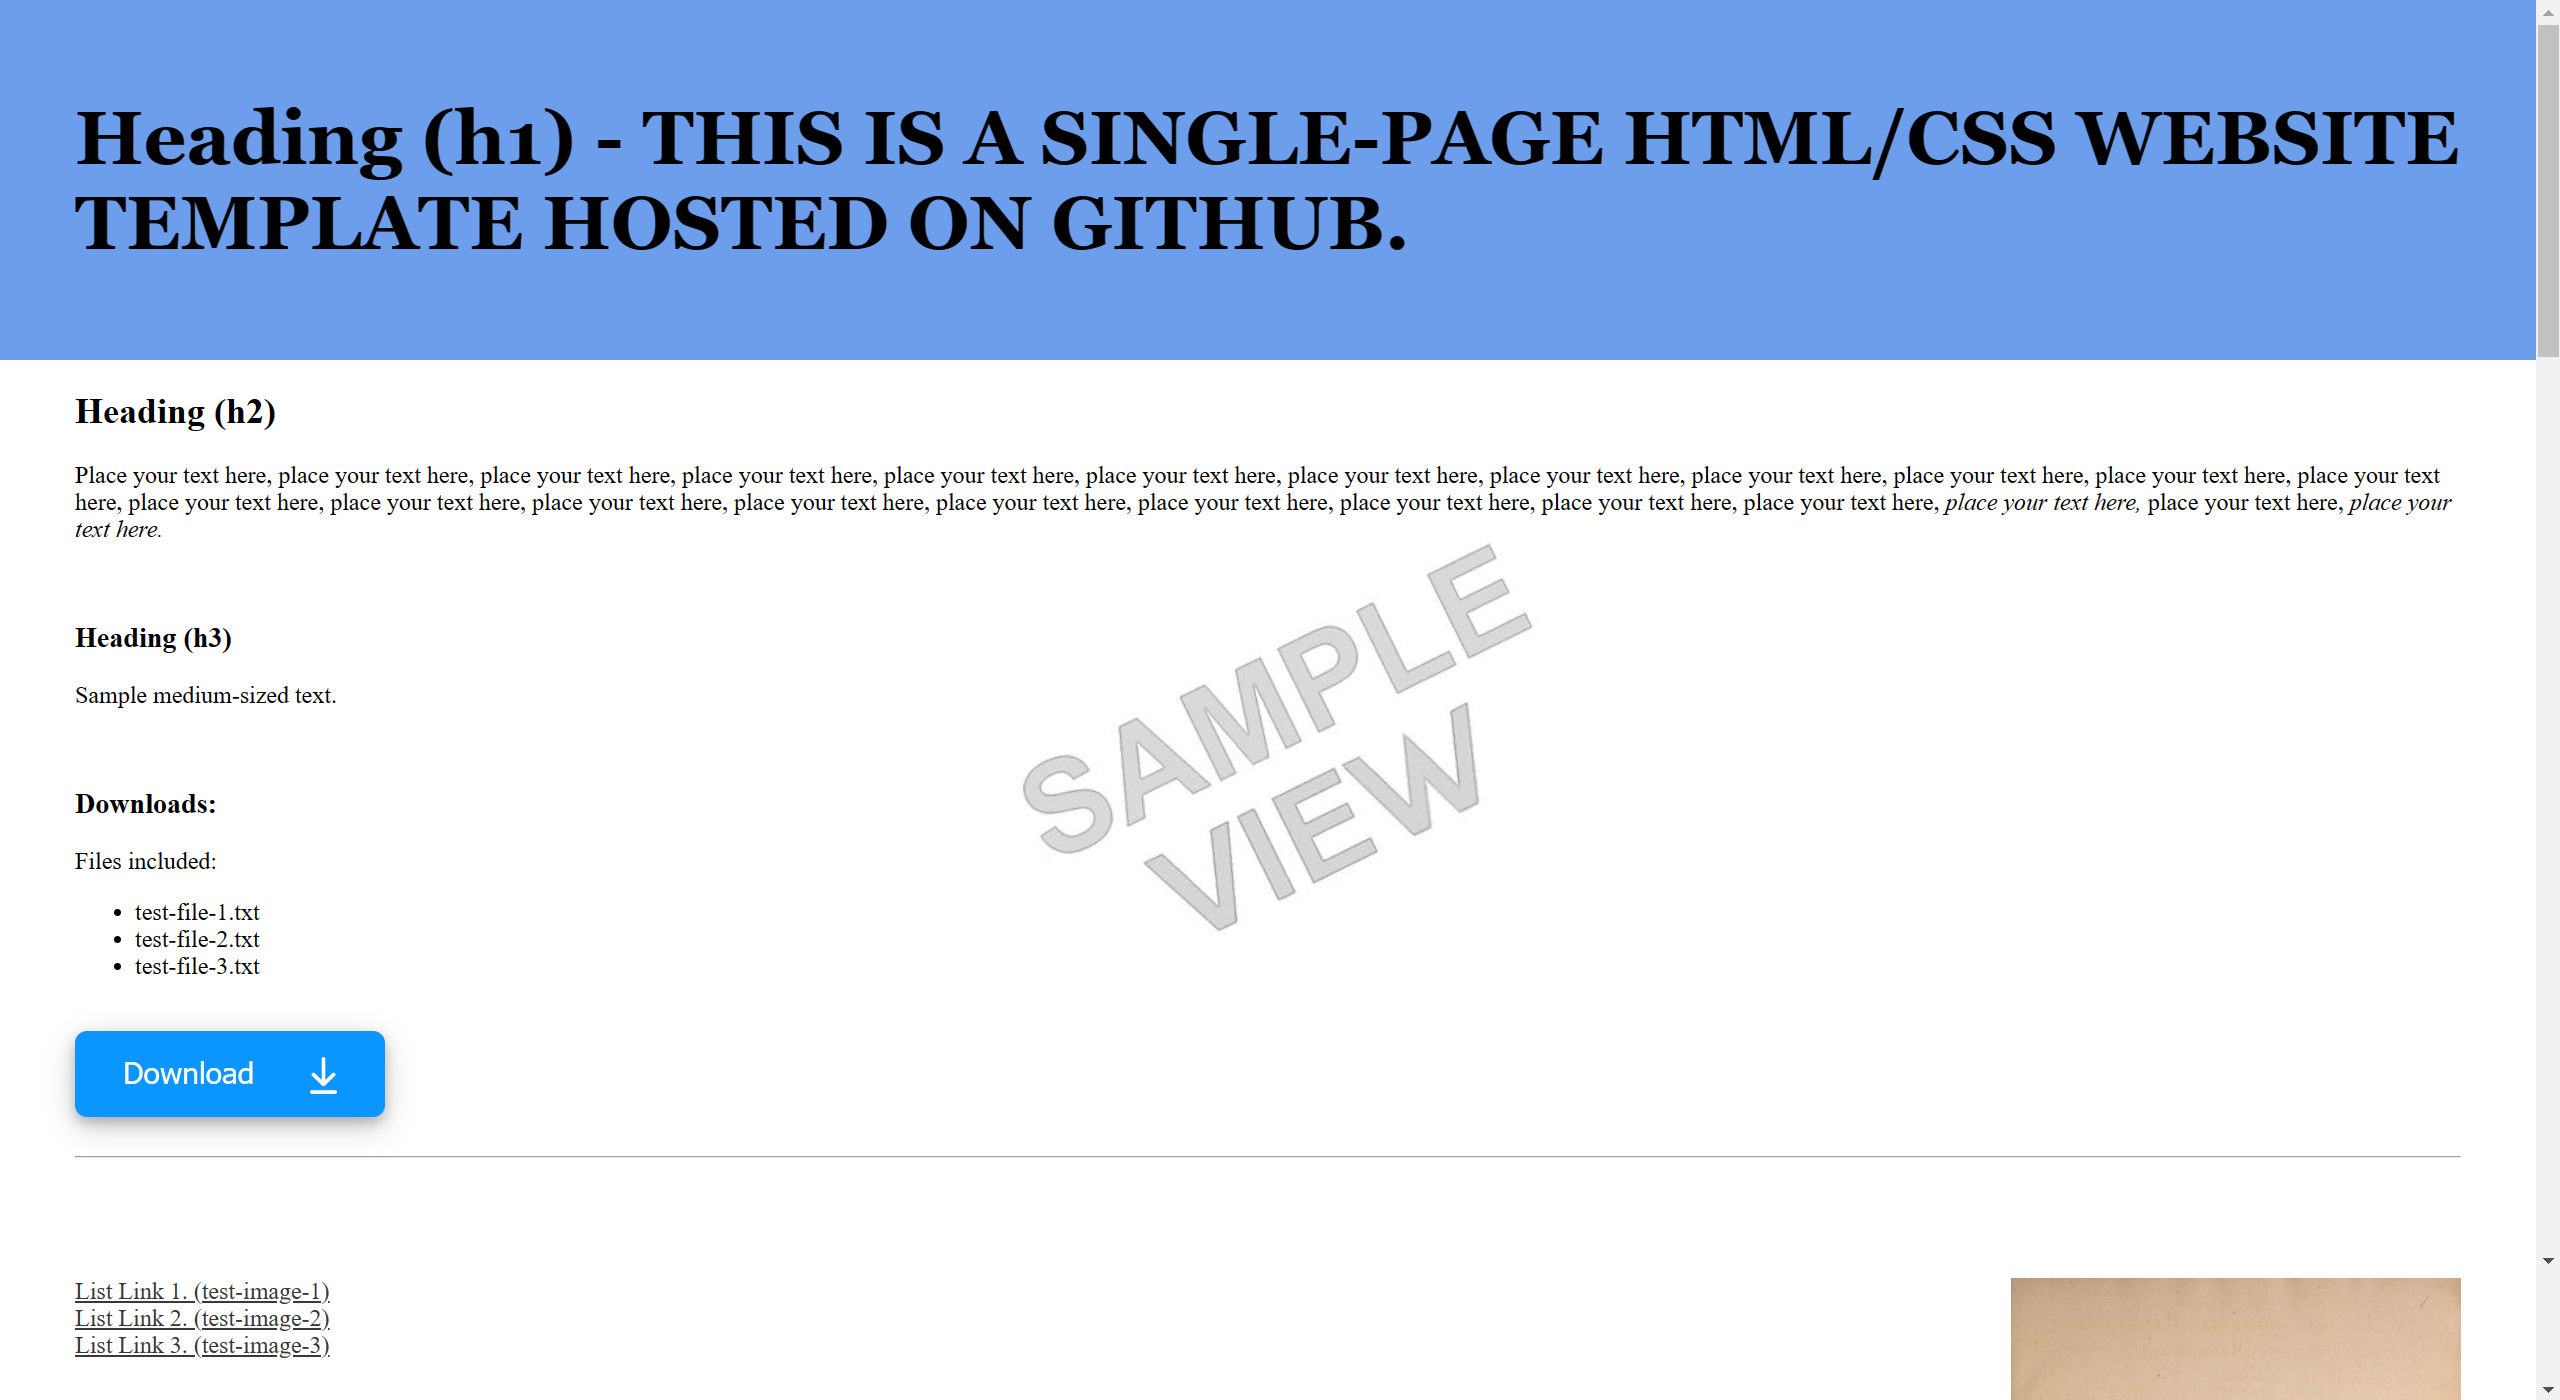 Heading (h1) - THIS IS A SINGLE-PAGE HTML/CSS WEBSITE
TEMPLATE HOSTED ON GITHUB.
Heading (h2)
Place your text here, place your text here, place your text here, place your text here, place your text here, place your text here, place your text here, place your text here, place your text here, place your text here, place your text here, place your text
here, place your text here, place your text here, place your text here, place your text here, place your text here, place your text here, place your text here, place your text here, place your text here, place your text here, place your text here, place your
text here.
Heading (h3)
Sample medium-sized text.
SAMPLE
VIEW
Downloads:
Files included:
• test-file-1.txt
• test-file-2.txt
• test-file-3.txt
Download
List Link 1. (test-image-1)
List Link 2. (test-image-2)
List Link 3. (test-image-3)